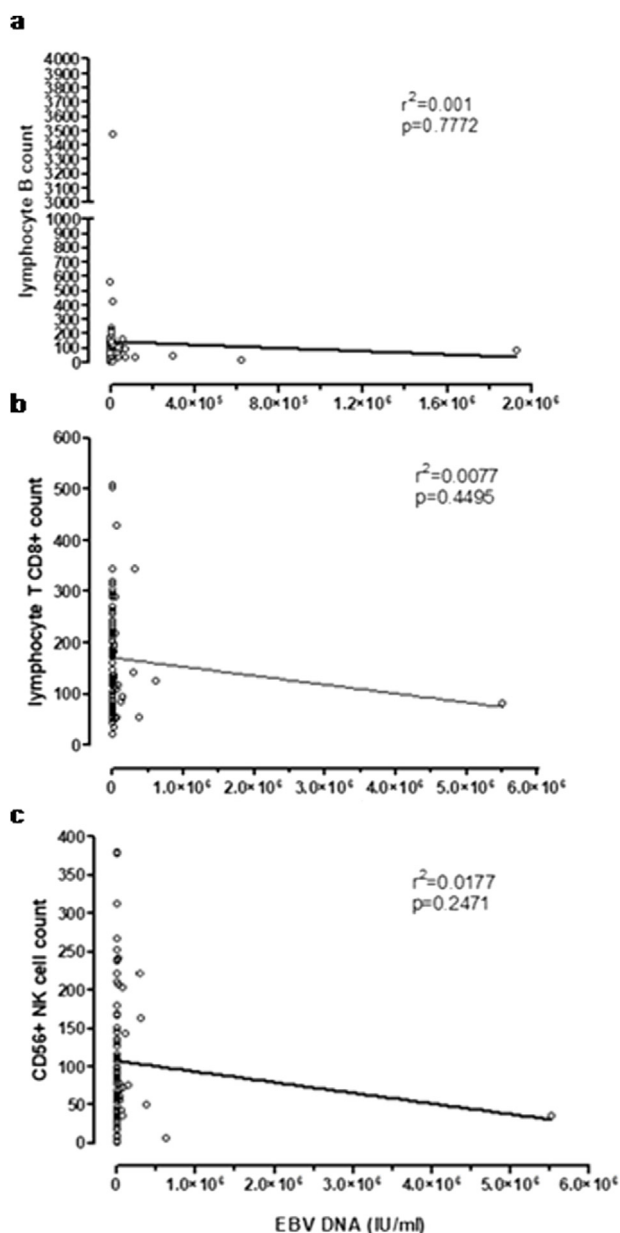 a
4000
3900
3800
3700
3600
3500
3400
3300
3200
3100
3000
1000
900
800
700
600
500
400
300
200
100
0
lymphocyte B count
r²=0.001
p=0.7772
0 4.0×10⁵ 8.0×10⁵ 1.2×10⁶ 1.6×10⁶ 2.0×10⁶
b
600
500
400
300
200
100
0
lymphocyte T CD8+ count
r²=0.0077
p=0.4495
0 1.0×10⁶ 2.0×10⁶ 3.0×10⁶ 4.0×10⁶ 5.0×10⁶ 6.0×10⁶
c
400
350
300
250
200
150
100
50
0
CD56+ NK cell count
r²=0.0177
p=0.2471
0 1.0×10⁶ 2.0×10⁶ 3.0×10⁶ 4.0×10⁶ 5.0×10⁶ 6.0×10⁶
EBV DNA (IU/ml)